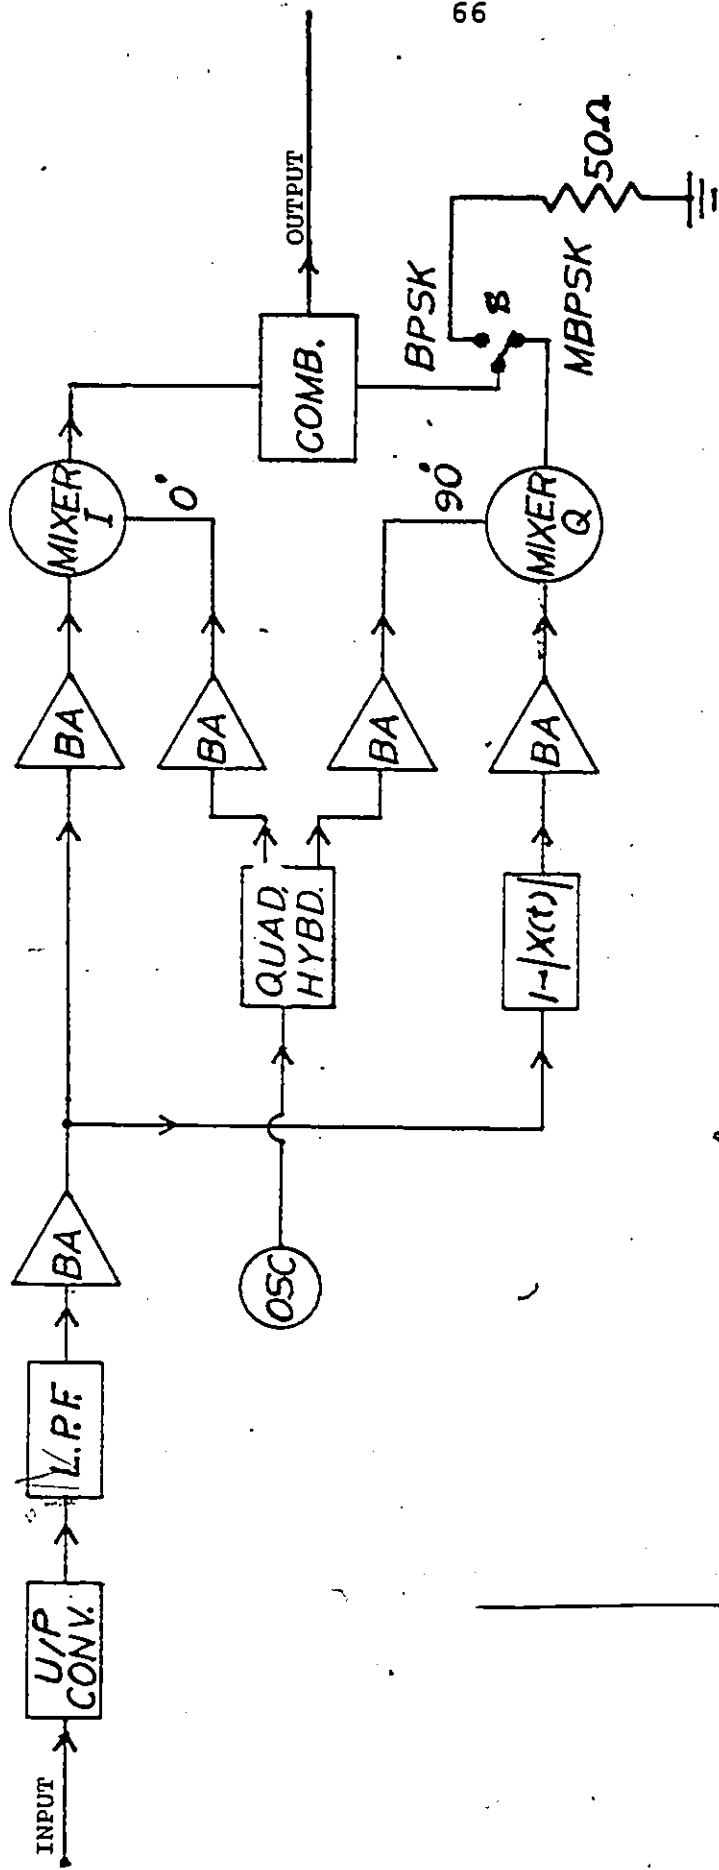 66
INPUT
U/P
CONV.
L.P.F.
BA
OSC
QUAD,
HYBD.
1-|X(t)|
BA
BA
BA
BA
0°
90°
MIXER
I
MIXER
Q
COMB.
OUTPUT
BPSK
S
MBPSK
50Ω